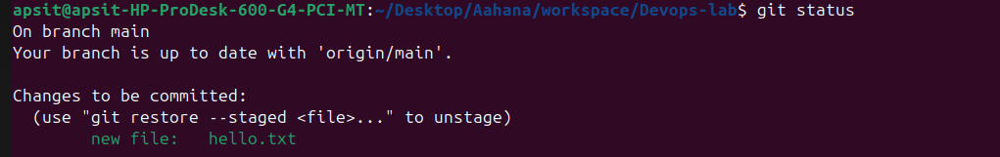 apsit@apsit-HP-ProDesk-600-G4-PCI-MT:~/Desktop/Aahana/workspace/Devops-lab$ git status
On branch main
Your branch is up to date with 'origin/main'.
Changes to be committed:
  (use "git restore --staged <file>..." to unstage)
        new file:   hello.txt